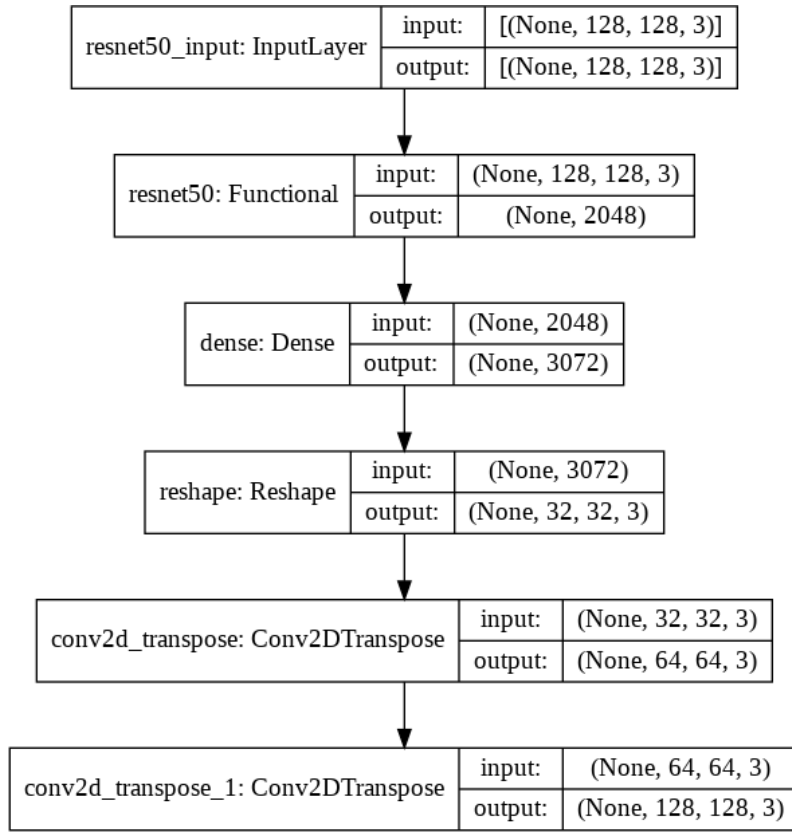 resnet50_input: InputLayer
input: [(None, 128, 128, 3)]
output: [(None, 128, 128, 3)]
resnet50: Functional
input: (None, 128, 128, 3)
output: (None, 2048)
dense: Dense
input: (None, 2048)
output: (None, 3072)
reshape: Reshape
input: (None, 3072)
output: (None, 32, 32, 3)
conv2d_transpose: Conv2DTranspose
input: (None, 32, 32, 3)
output: (None, 64, 64, 3)
conv2d_transpose_1: Conv2DTranspose
input: (None, 64, 64, 3)
output: (None, 128, 128, 3)